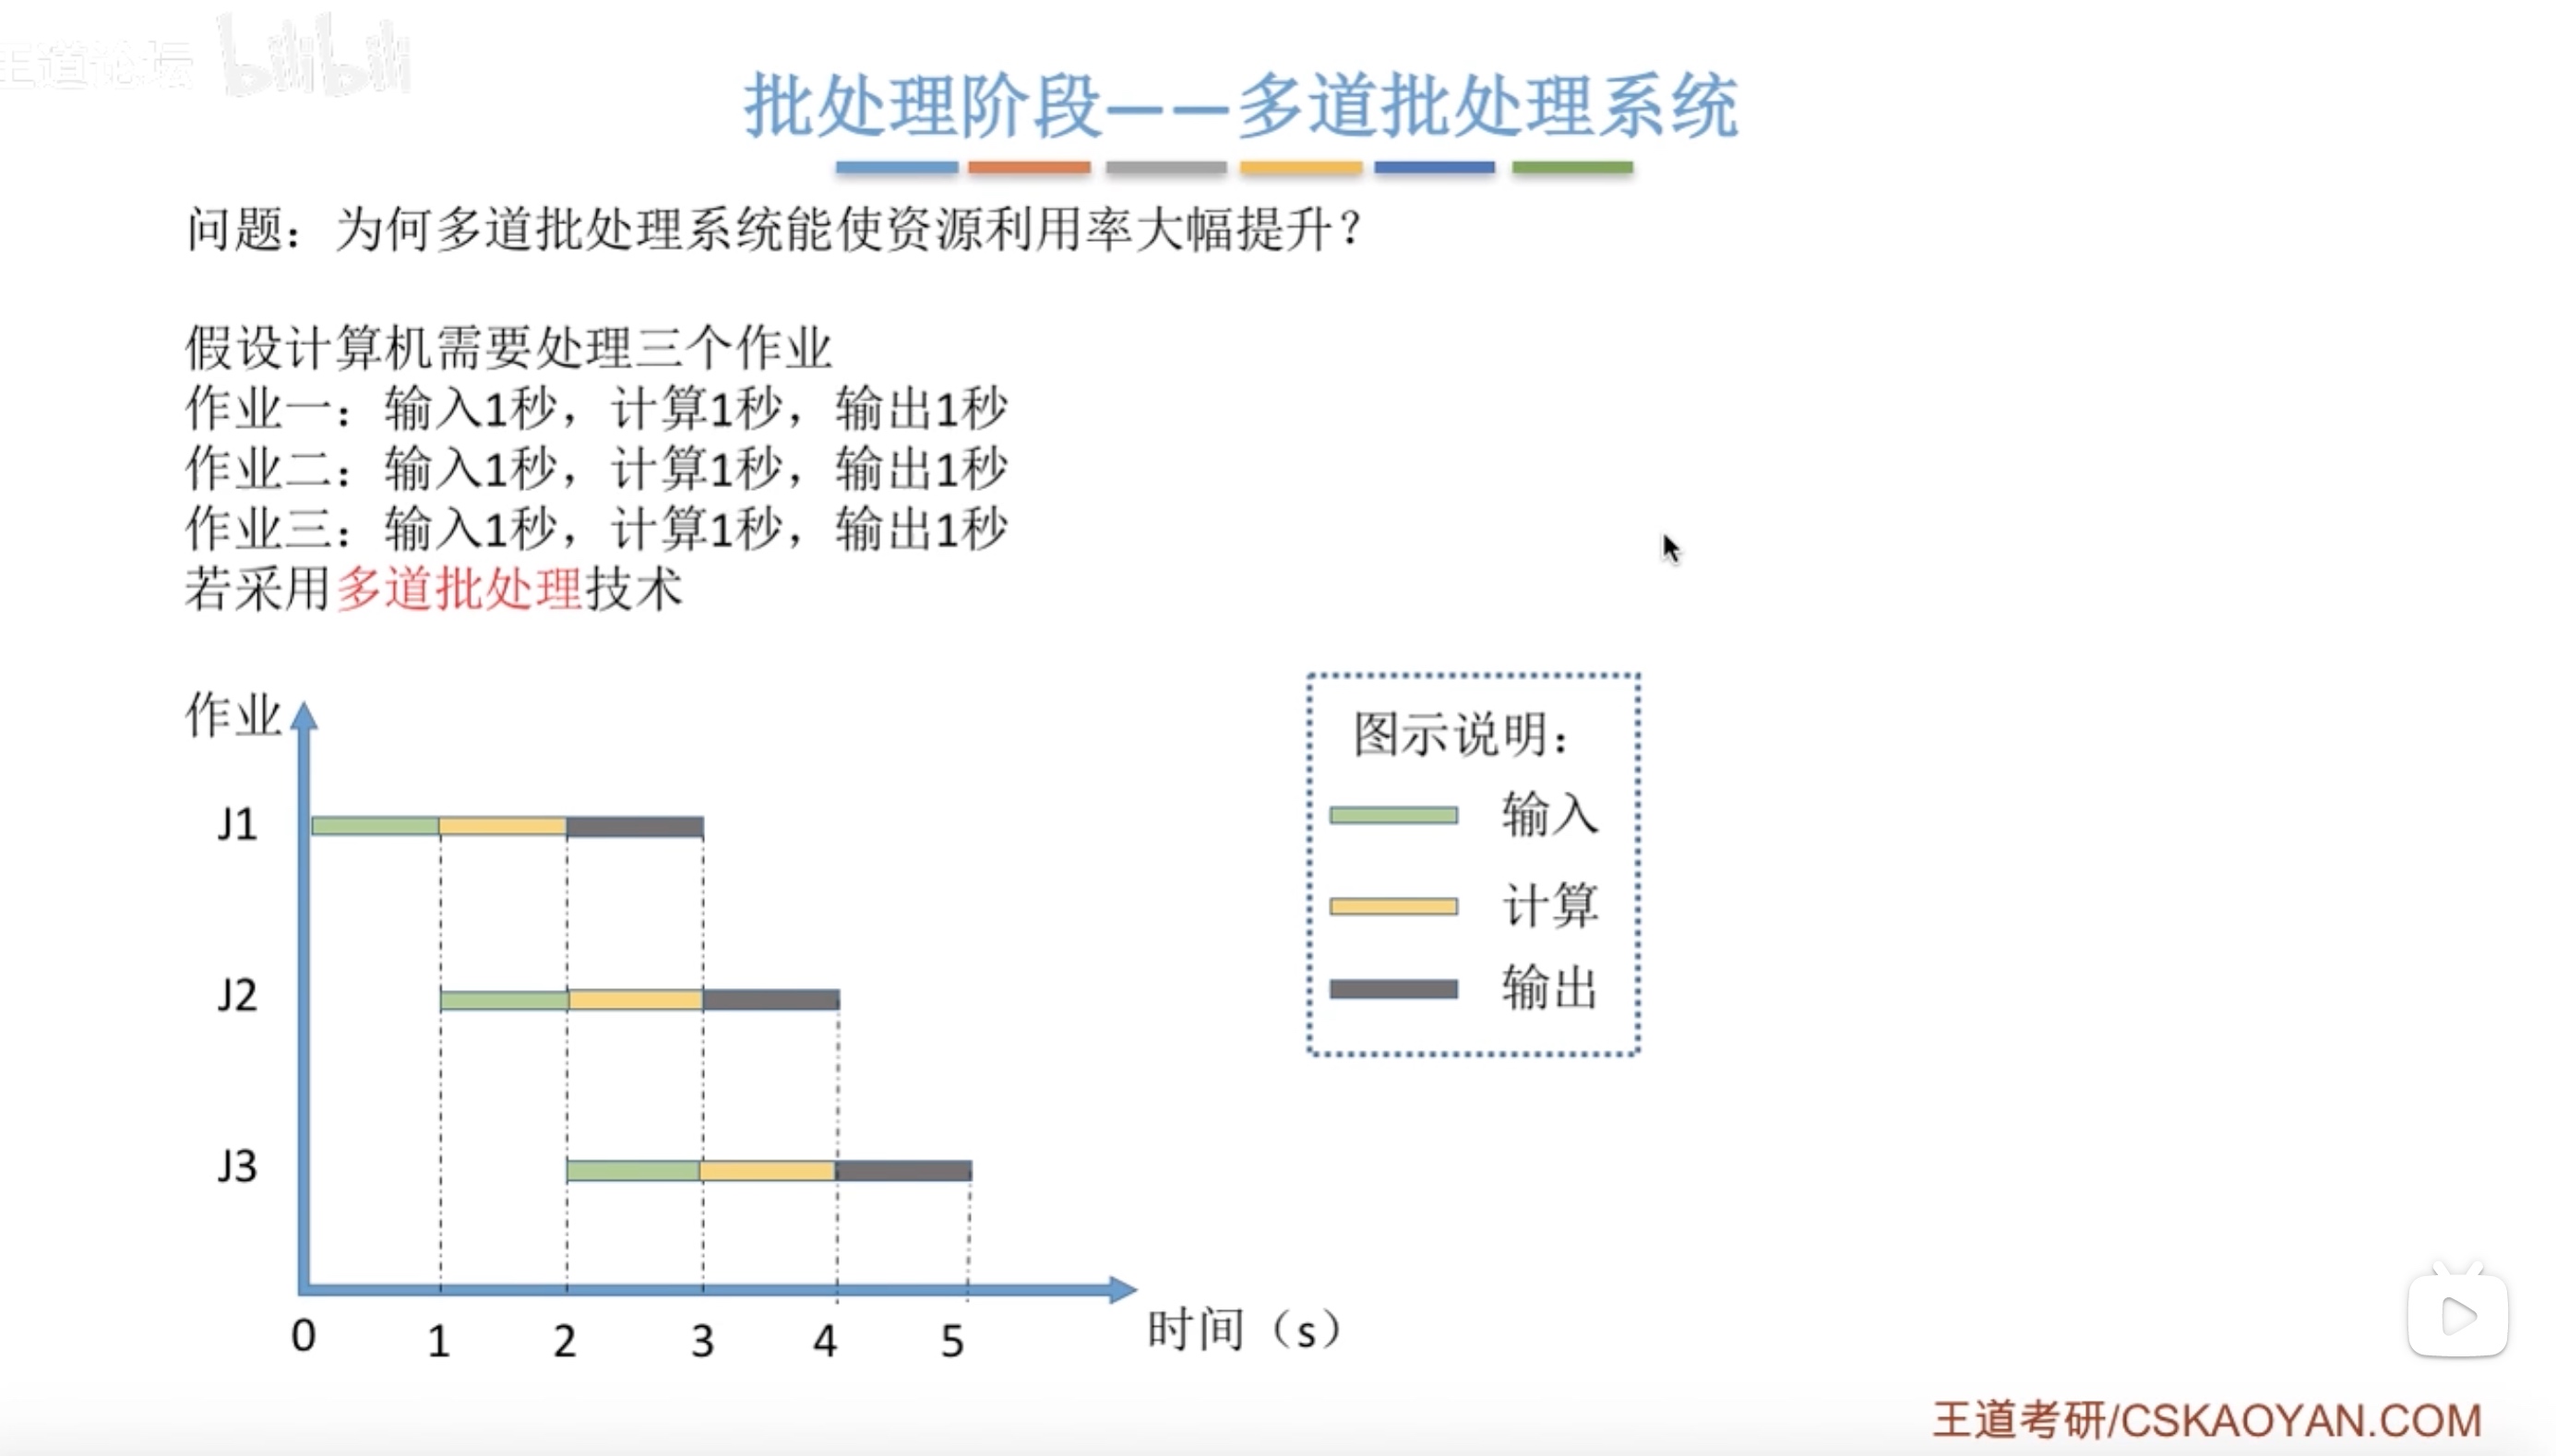 王道论坛 bilibili
批处理阶段——多道批处理系统
问题：为何多道批处理系统能使资源利用率大幅提升？
假设计算机需要处理三个作业
作业一：输入1秒，计算1秒，输出1秒
作业二：输入1秒，计算1秒，输出1秒
作业三：输入1秒，计算1秒，输出1秒
若采用多道批处理技术
作业
J1
J2
J3
0 1 2 3 4 5
时间（s）
图示说明：
输入
计算
输出
王道考研/CSKAOYAN.COM